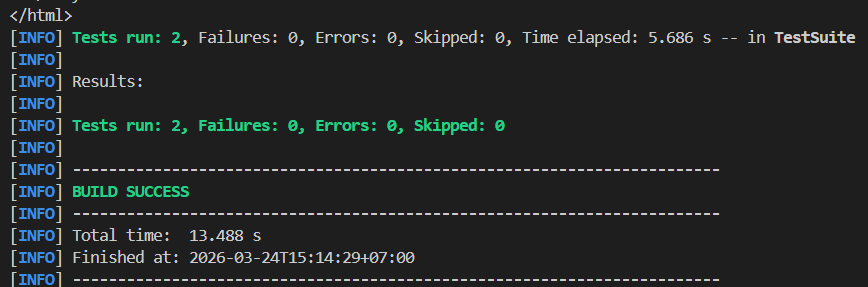 </html>
[INFO] Tests run: 2, Failures: 0, Errors: 0, Skipped: 0, Time elapsed: 5.686 s -- in TestSuite
[INFO]
[INFO] Results:
[INFO]
[INFO] Tests run: 2, Failures: 0, Errors: 0, Skipped: 0
[INFO]
[INFO] ------------------------------------------------------------------------
[INFO] BUILD SUCCESS
[INFO] ------------------------------------------------------------------------
[INFO] Total time:  13.488 s
[INFO] Finished at: 2026-03-24T15:14:29+07:00
[INFO] ------------------------------------------------------------------------